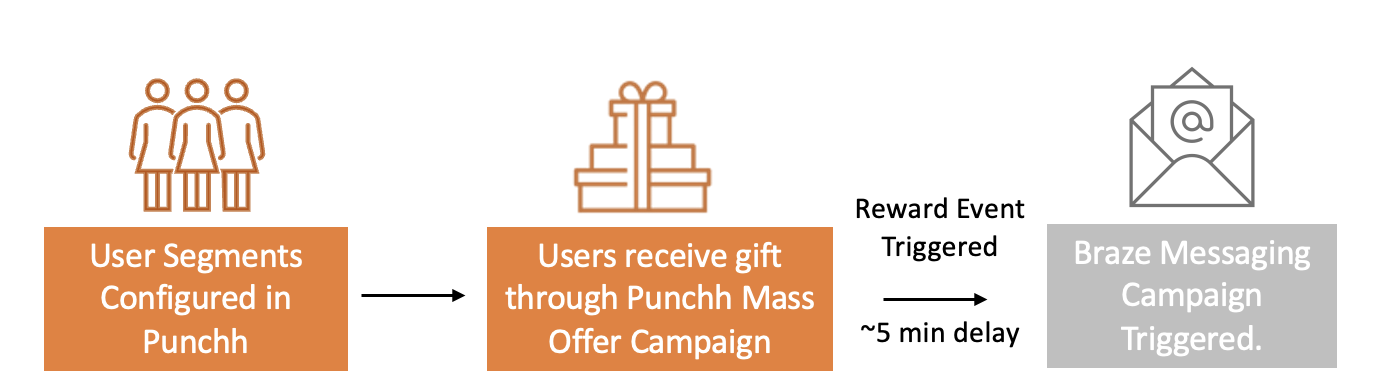 User Segments
Configured in
Punchh
Users receive gift
through Punchh Mass
Offer Campaign
Reward Event
Triggered
~5 min delay
@
Braze Messaging
Campaign
Triggered.